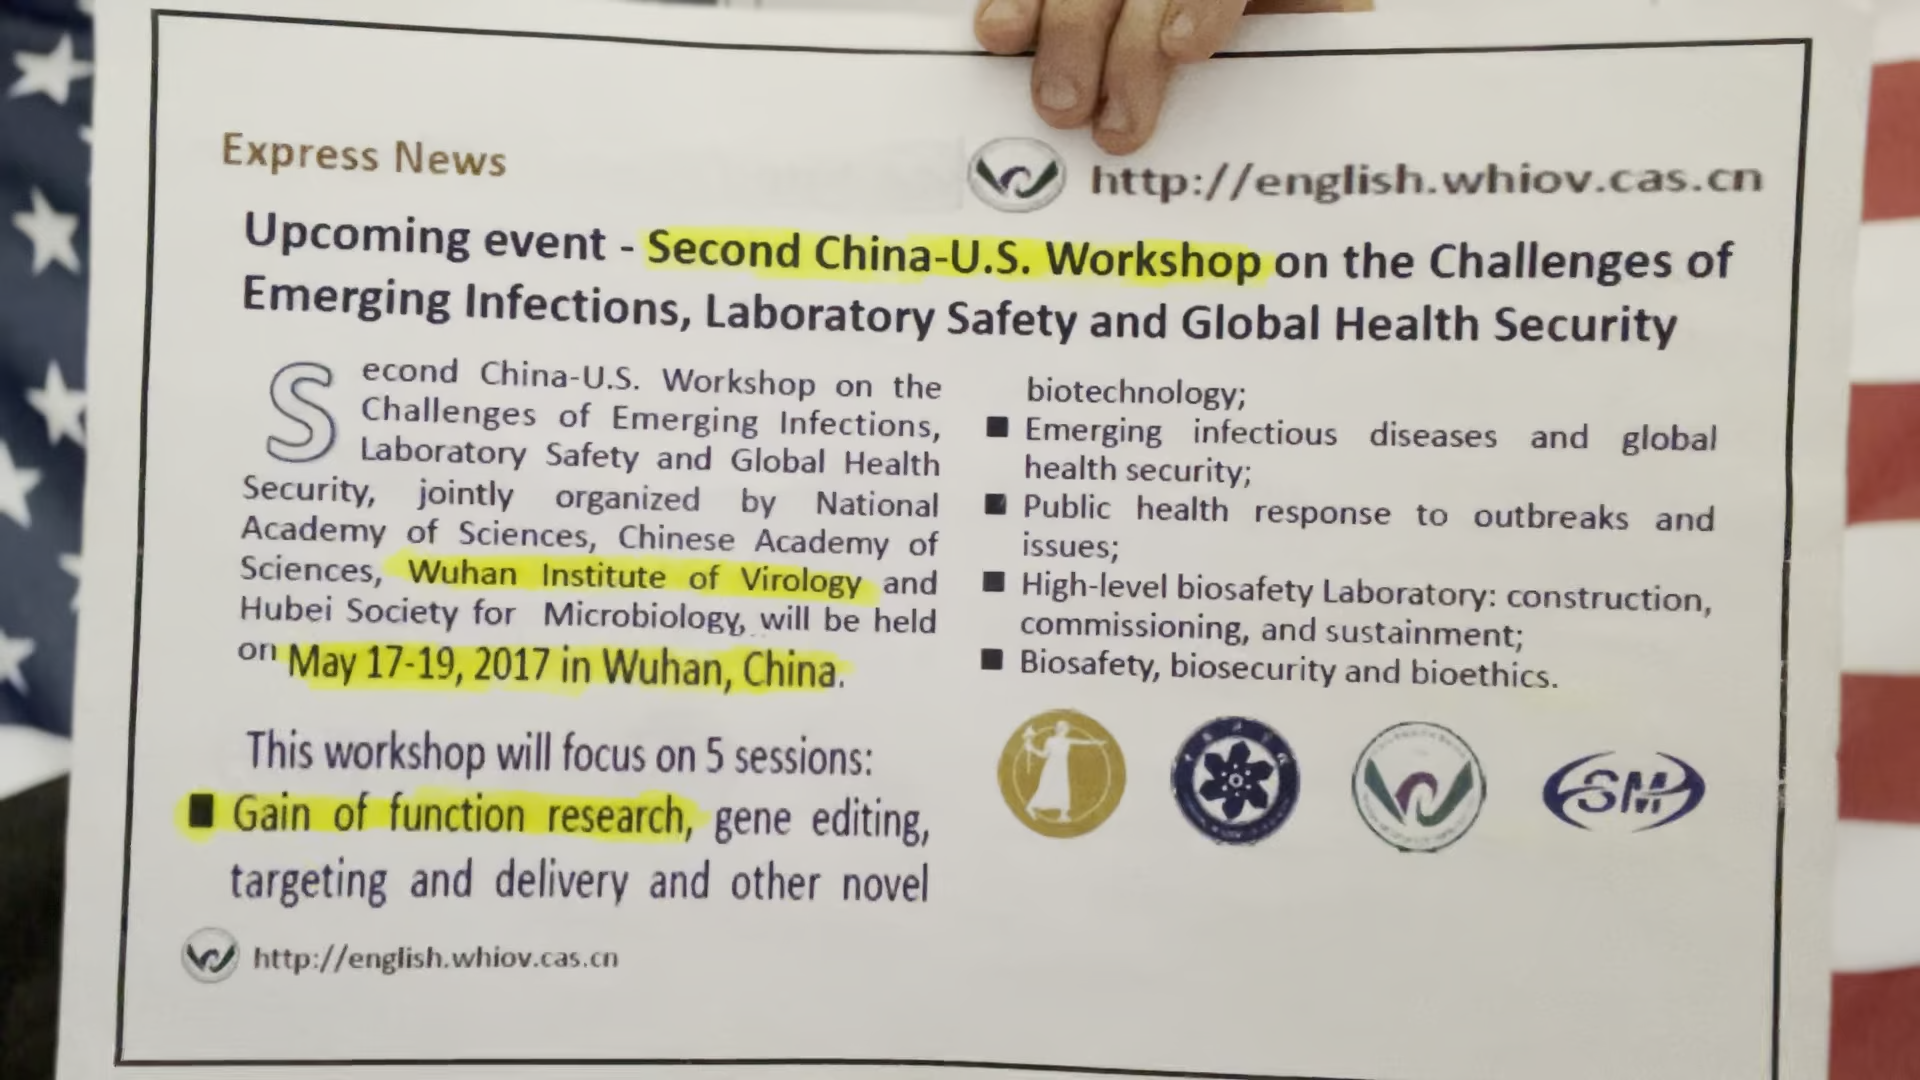 Express News
http://english.whiov.cas.cn
Upcoming event - Second China-U.S. Workshop on the Challenges of
Emerging Infections, Laboratory Safety and Global Health Security
Second China-U.S. Workshop on the
Challenges of Emerging Infections,
Laboratory Safety and Global Health
Security, jointly organized by National
Academy of Sciences, Chinese Academy of
Sciences, Wuhan Institute of Virology and
Hubei Society for Microbiology, will be held
on May 17-19, 2017 in Wuhan, China.
This workshop will focus on 5 sessions:
■ Gain of function research, gene editing,
targeting and delivery and other novel
http://english.whiov.cas.cn
biotechnology;
■ Emerging infectious diseases and global
health security;
■ Public health response to outbreaks and
issues;
■ High-level biosafety Laboratory: construction,
commissioning, and sustainment;
■ Biosafety, biosecurity and bioethics.
SM